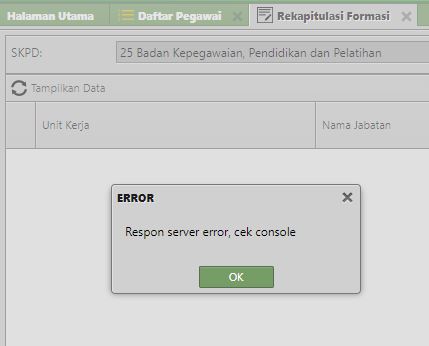 Halaman Utama Daftar Pegawai Rekapitulasi Formasi
SKPD: 25 Badan Kepegawaian, Pendidikan dan Pelatihan
Tampilkan Data
Unit Kerja Nama Jabatan
ERROR
Respon server error, cek console
OK